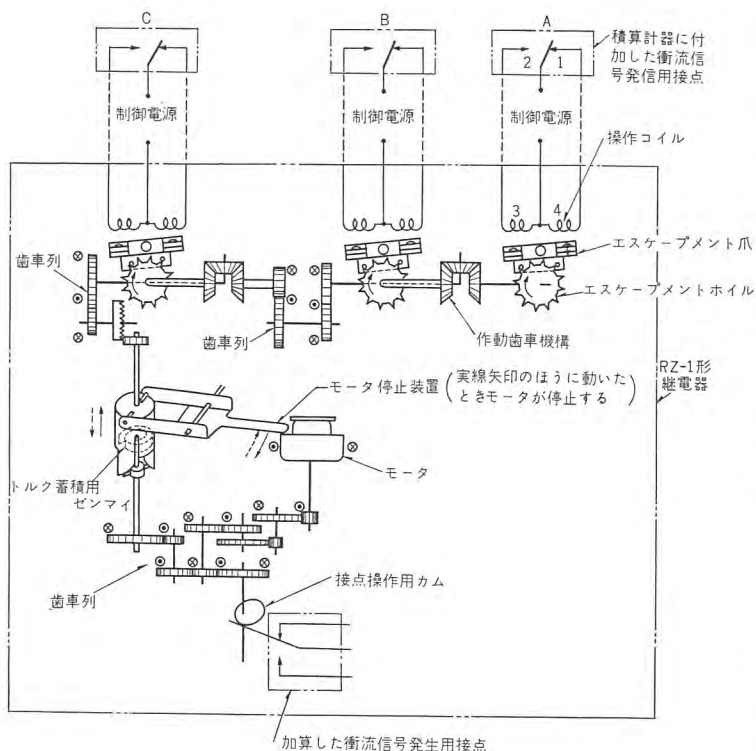 C
B
A
2 1
積算計器に付
加した衝流信
号発信用接点
制御電源
制御電源
制御電源
操作コイル
3 4
エスケープメント爪
歯車列
エスケープメントホイル
歯車列
作動歯車機構
RZ-1形
継電器
モータ停止装置
(実線矢印のほうに動いた
ときモータが停止する)
モータ
トルク蓄積用
ゼンマイ
歯車列
接点操作用カム
加算した衝流信号発生用接点